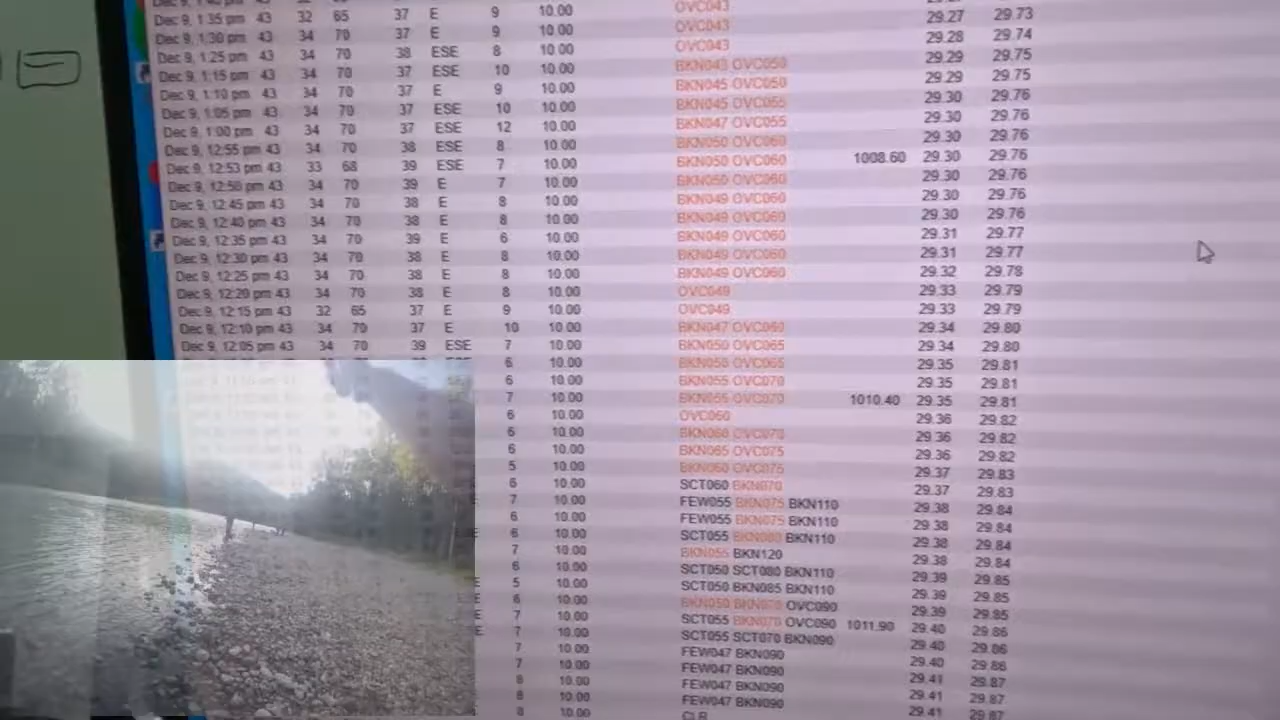 Dec 9, 1:35 pm 43 32 65 37 E 9 10.00 OVC043 29.27 29.73
Dec 9, 1:30 pm 43 34 70 37 E 9 10.00 OVC043 29.28 29.74
Dec 9, 1:25 pm 43 34 70 38 ESE 8 10.00 OVC043 29.29 29.75
Dec 9, 1:15 pm 43 34 70 37 ESE 10 10.00 BKN043 OVC050 29.29 29.75
Dec 9, 1:10 pm 43 34 70 37 E 9 10.00 BKN045 OVC050 29.30 29.76
Dec 9, 1:05 pm 43 34 70 37 ESE 10 10.00 BKN045 OVC055 29.30 29.76
Dec 9, 1:00 pm 43 34 70 37 ESE 12 10.00 BKN047 OVC055 29.30 29.76
Dec 9, 12:55 pm 43 34 70 38 ESE 8 10.00 BKN050 OVC060
Dec 9, 12:53 pm 43 33 68 39 ESE 7 10.00 BKN050 OVC060 1008.60 29.30 29.76
Dec 9, 12:50 pm 43 34 70 39 E 7 10.00 BKN050 OVC060 29.30 29.76
Dec 9, 12:45 pm 43 34 70 38 E 8 10.00 BKN049 OVC060 29.30 29.76
Dec 9, 12:40 pm 43 34 70 38 E 8 10.00 BKN049 OVC060 29.30 29.76
Dec 9, 12:35 pm 43 34 70 39 E 6 10.00 BKN049 OVC060 29.31 29.77
Dec 9, 12:30 pm 43 34 70 38 E 8 10.00 BKN049 OVC060 29.31 29.77
Dec 9, 12:25 pm 43 34 70 38 E 8 10.00 BKN049 OVC060 29.32 29.78
Dec 9, 12:20 pm 43 34 70 38 E 8 10.00 OVC049 29.33 29.79
Dec 9, 12:15 pm 43 32 65 37 E 9 10.00 OVC049 29.33 29.79
Dec 9, 12:10 pm 43 34 70 37 E 10 10.00 BKN047 OVC060 29.34 29.80
Dec 9, 12:05 pm 43 34 70 39 ESE 7 10.00 BKN050 OVC065 29.34 29.80
6 10.00 OVC065 29.35 29.81
6 10.00 BKN055 OVC070 29.35 29.81
7 10.00 BKN055 OVC070 1010.40 29.35 29.81
6 10.00 OVC060 29.36 29.82
6 10.00 BKN060 OVC070 29.36 29.82
6 10.00 BKN065 OVC075 29.36 29.82
5 10.00 BKN060 OVC075 29.37 29.83
6 10.00 SCT060 BKN070 29.37 29.83
7 10.00 FEW055 BKN075 BKN110 29.38 29.84
6 10.00 FEW055 BKN075 BKN110 29.38 29.84
6 10.00 SCT055 BKN110 29.38 29.84
7 10.00 BKN055 BKN120 29.38 29.84
6 10.00 SCT050 SCT080 BKN110 29.39 29.85
5 10.00 SCT050 BKN085 BKN110 29.39 29.85
6 10.00 BKN050 BKN070 OVC090 29.39 29.85
7 10.00 SCT055 BKN070 OVC090 1011.90 29.40 29.86
7 10.00 SCT055 SCT070 BKN090 29.40 29.86
7 10.00 FEW047 BKN090 29.40 29.86
7 10.00 FEW047 BKN090 29.41 29.87
8 10.00 FEW047 BKN090 29.41 29.87
8 10.00 FEW047 BKN090 29.41 29.87
8 10.00 CLR